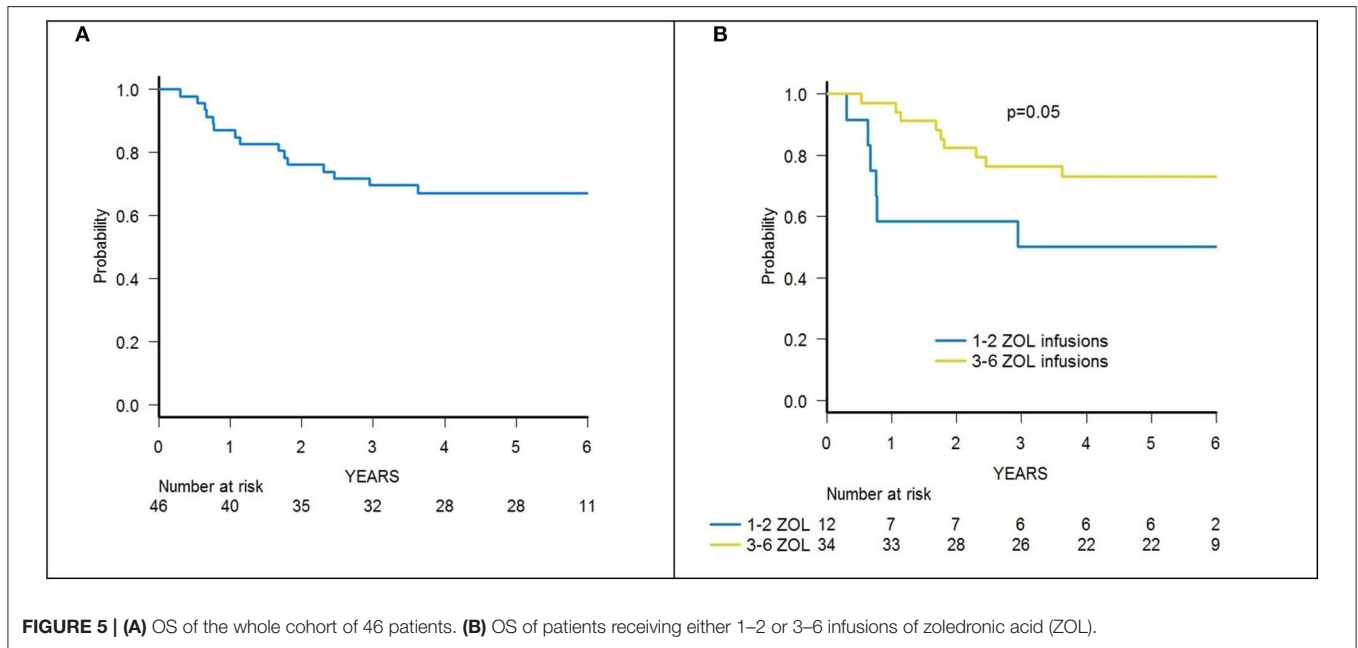 A
1.0
0.8
0.6
0.4
0.2
0.0
Probability
0 1 2 3 4 5 6
YEARS
Number at risk
46 40 35 32 28 28 11
B
1.0
0.8
0.6
0.4
0.2
0.0
Probability
p=0.05
1-2 ZOL infusions
3-6 ZOL infusions
0 1 2 3 4 5 6
YEARS
Number at risk
1-2 ZOL 12 7 7 6 6 6 2
3-6 ZOL 34 33 28 26 22 22 9
FIGURE 5 | (A) OS of the whole cohort of 46 patients. (B) OS of patients receiving either 1–2 or 3–6 infusions of zoledronic acid (ZOL).